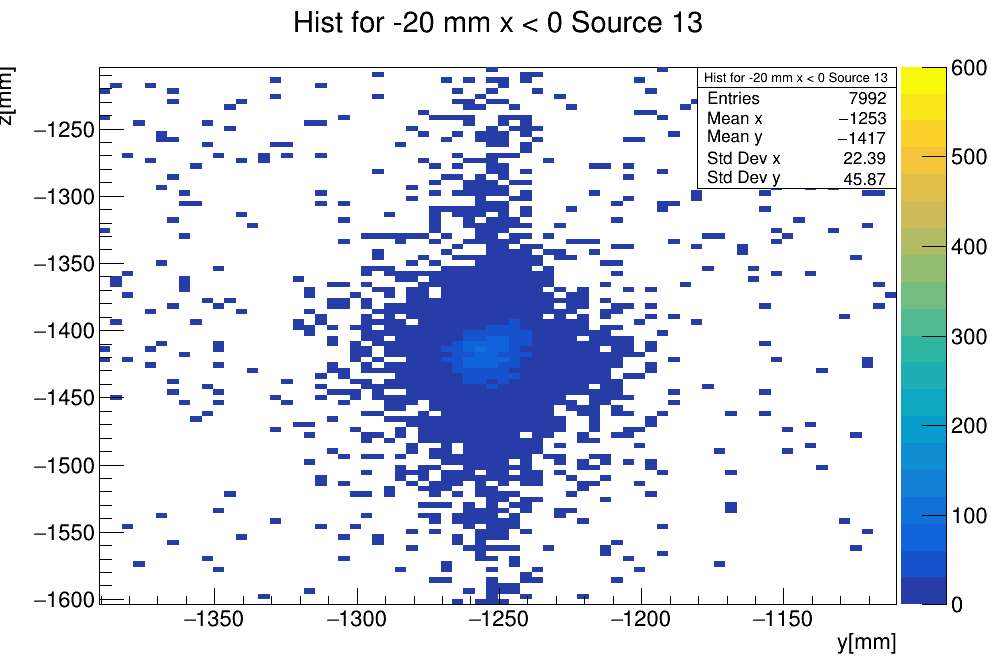 Hist for -20 mm x < 0 Source 13
z[mm]
Hist for -20 mm x < 0 Source 13
Entries 7992
Mean x −1253
Mean y −1417
Std Dev x 22.39
Std Dev y 45.87
−1250
−1300
−1350
−1400
−1450
−1500
−1550
−1600
−1350 −1300 −1250 −1200 −1150
y[mm]
600
500
400
300
200
100
0